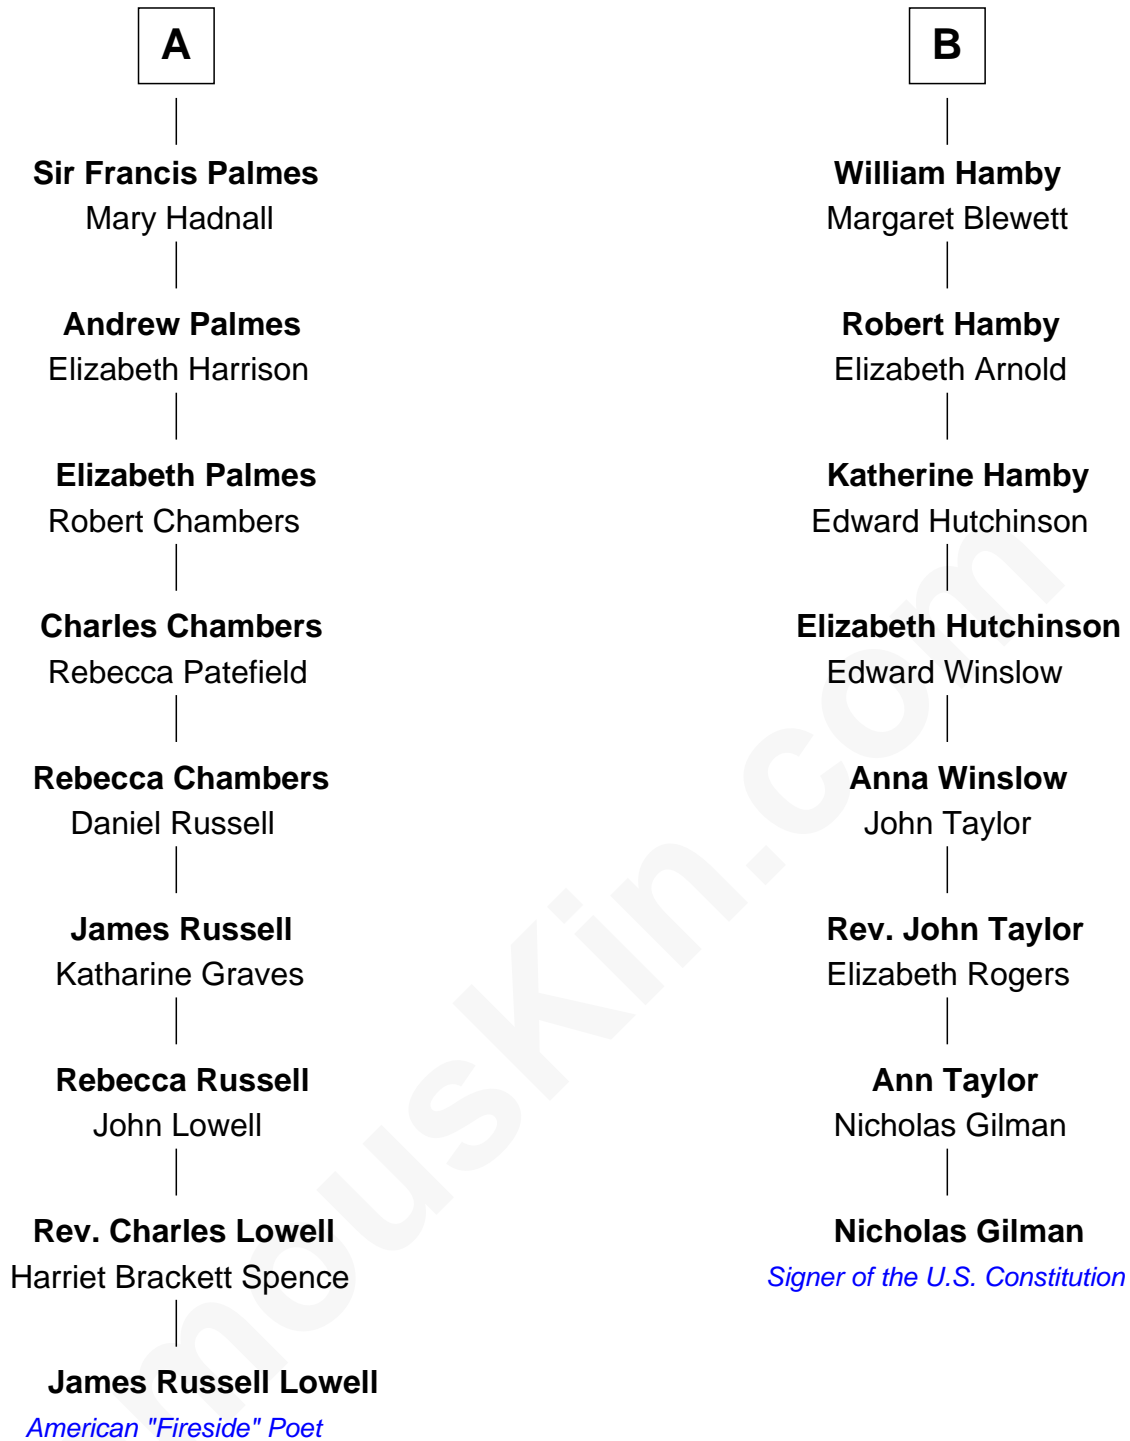 A
Sir Francis Palmes
Mary Hadnall
Andrew Palmes
Elizabeth Harrison
Elizabeth Palmes
Robert Chambers
Charles Chambers
Rebecca Patefield
Rebecca Chambers
Daniel Russell
James Russell
Katharine Graves
Rebecca Russell
John Lowell
Rev. Charles Lowell
Harriet Brackett Spence
James Russell Lowell
American "Fireside" Poet
B
William Hamby
Margaret Blewett
Robert Hamby
Elizabeth Arnold
Katherine Hamby
Edward Hutchinson
Elizabeth Hutchinson
Edward Winslow
Anna Winslow
John Taylor
Rev. John Taylor
Elizabeth Rogers
Ann Taylor
Nicholas Gilman
Nicholas Gilman
Signer of the U.S. Constitution
mousKin.com